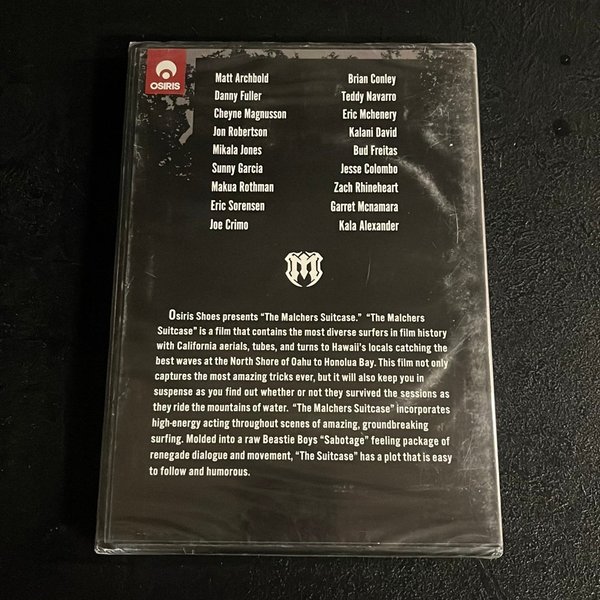 OSIRIS
Matt Archbold
Danny Fuller
Cheyne Magnusson
Jon Robertson
Mikala Jones
Sunny Garcia
Makua Rothman
Eric Sorensen
Joe Crimo
Brian Conley
Teddy Navarro
Eric Mchenery
Kalani David
Bud Freitas
Jesse Colombo
Zach Rhineheart
Garret Mcnamara
Kala Alexander
M
Osiris Shoes presents “The Malchers Suitcase.” “The Malchers
Suitcase” is a film that contains the most diverse surfers in film history
with California aerials, tubes, and turns to Hawaii’s locals catching the
best waves at the North Shore of Oahu to Honolua Bay. This film not only
captures the most amazing tricks ever, but it will also keep you in
suspense as you find out whether or not they survived the sessions as
they ride the mountains of water. “The Malchers Suitcase” incorporates
high-energy acting throughout scenes of amazing, groundbreaking
surfing. Molded into a raw Beastie Boys “Sabotage” feeling package of
renegade dialogue and movement, “The Suitcase” has a plot that is easy
to follow and humorous.